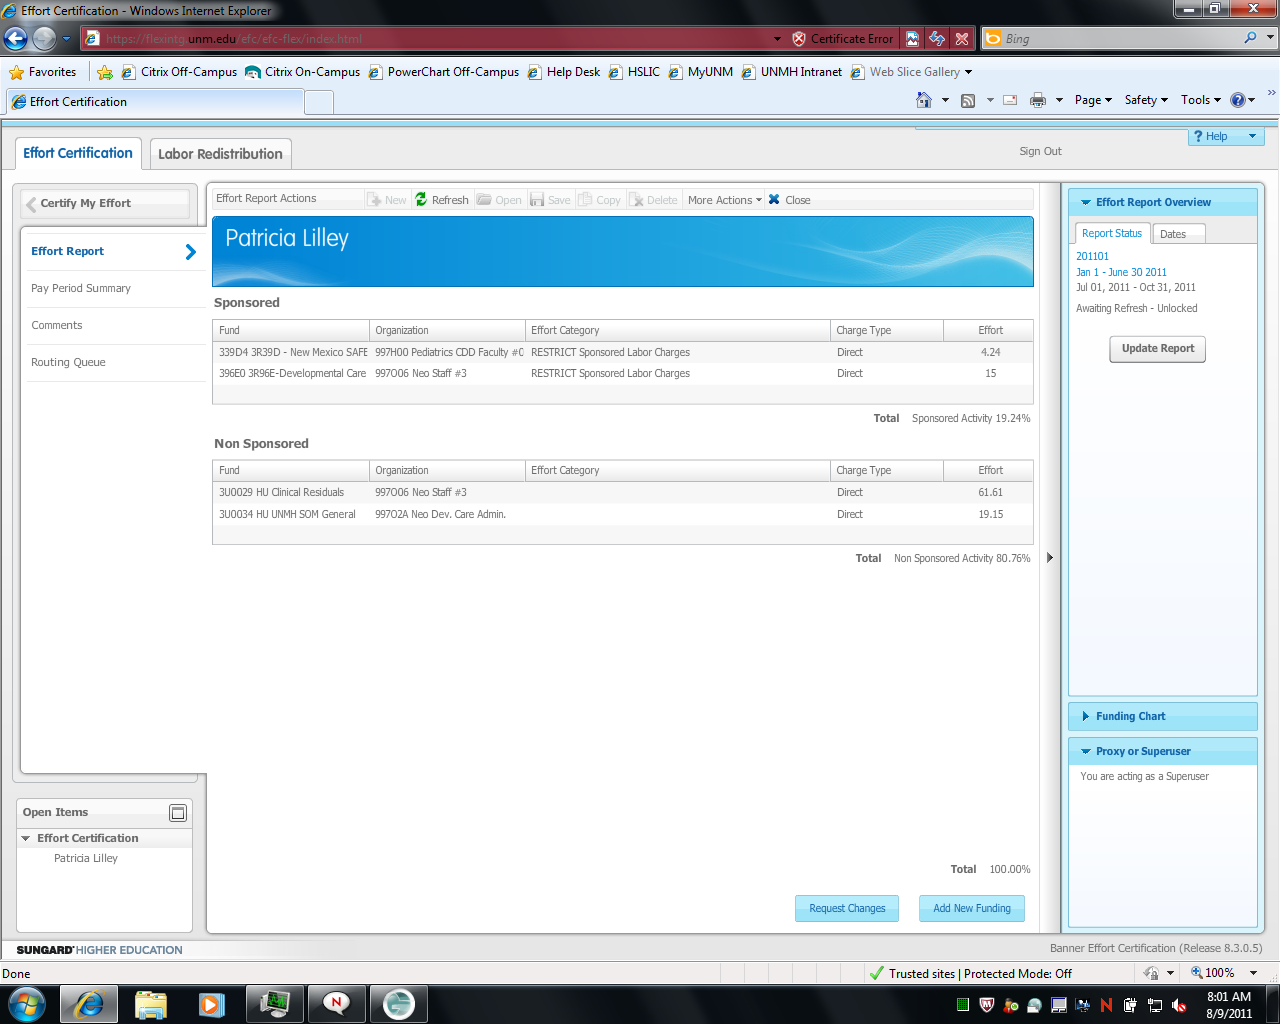 Effort Certification - Windows Internet Explorer
https://flexintg.unm.edu/efc/efc-flex/index.html
Certificate Error
Bing
Favorites
Citrix Off-Campus
Citrix On-Campus
PowerChart Off-Campus
Help Desk
HSLIC
MyUNM
UNMH Intranet
Web Slice Gallery
Effort Certification
Page
Safety
Tools
Effort Certification
Labor Redistribution
Sign Out
? Help
Certify My Effort
Effort Report
Pay Period Summary
Comments
Routing Queue
Open Items
Effort Certification
Patricia Lilley
Effort Report Actions
New
Refresh
Open
Save
Copy
Delete
More Actions
Close
Patricia Lilley
Sponsored
Fund Organization Effort Category Charge Type Effort
339D4 3R39D - New Mexico SAFE 997H00 Pediatrics CDD Faculty #0 RESTRICT Sponsored Labor Charges Direct 4.24
396E0 3R96E-Developmental Care 997O06 Neo Staff #3 RESTRICT Sponsored Labor Charges Direct 15
Total Sponsored Activity 19.24%
Non Sponsored
Fund Organization Effort Category Charge Type Effort
3U0029 HU Clinical Residuals 997O06 Neo Staff #3 Direct 61.61
3U0034 HU UNMH SOM General 997O2A Neo Dev. Care Admin. Direct 19.15
Total Non Sponsored Activity 80.76%
Total 100.00%
Request Changes
Add New Funding
Effort Report Overview
Report Status
Dates
201101
Jan 1 - June 30 2011
Jul 01, 2011 - Oct 31, 2011
Awaiting Refresh - Unlocked
Update Report
Funding Chart
Proxy or Superuser
You are acting as a Superuser
SUNGARD HIGHER EDUCATION
Banner Effort Certification (Release 8.3.0.5)
Done
Trusted sites | Protected Mode: Off
100%
8:01 AM
8/9/2011